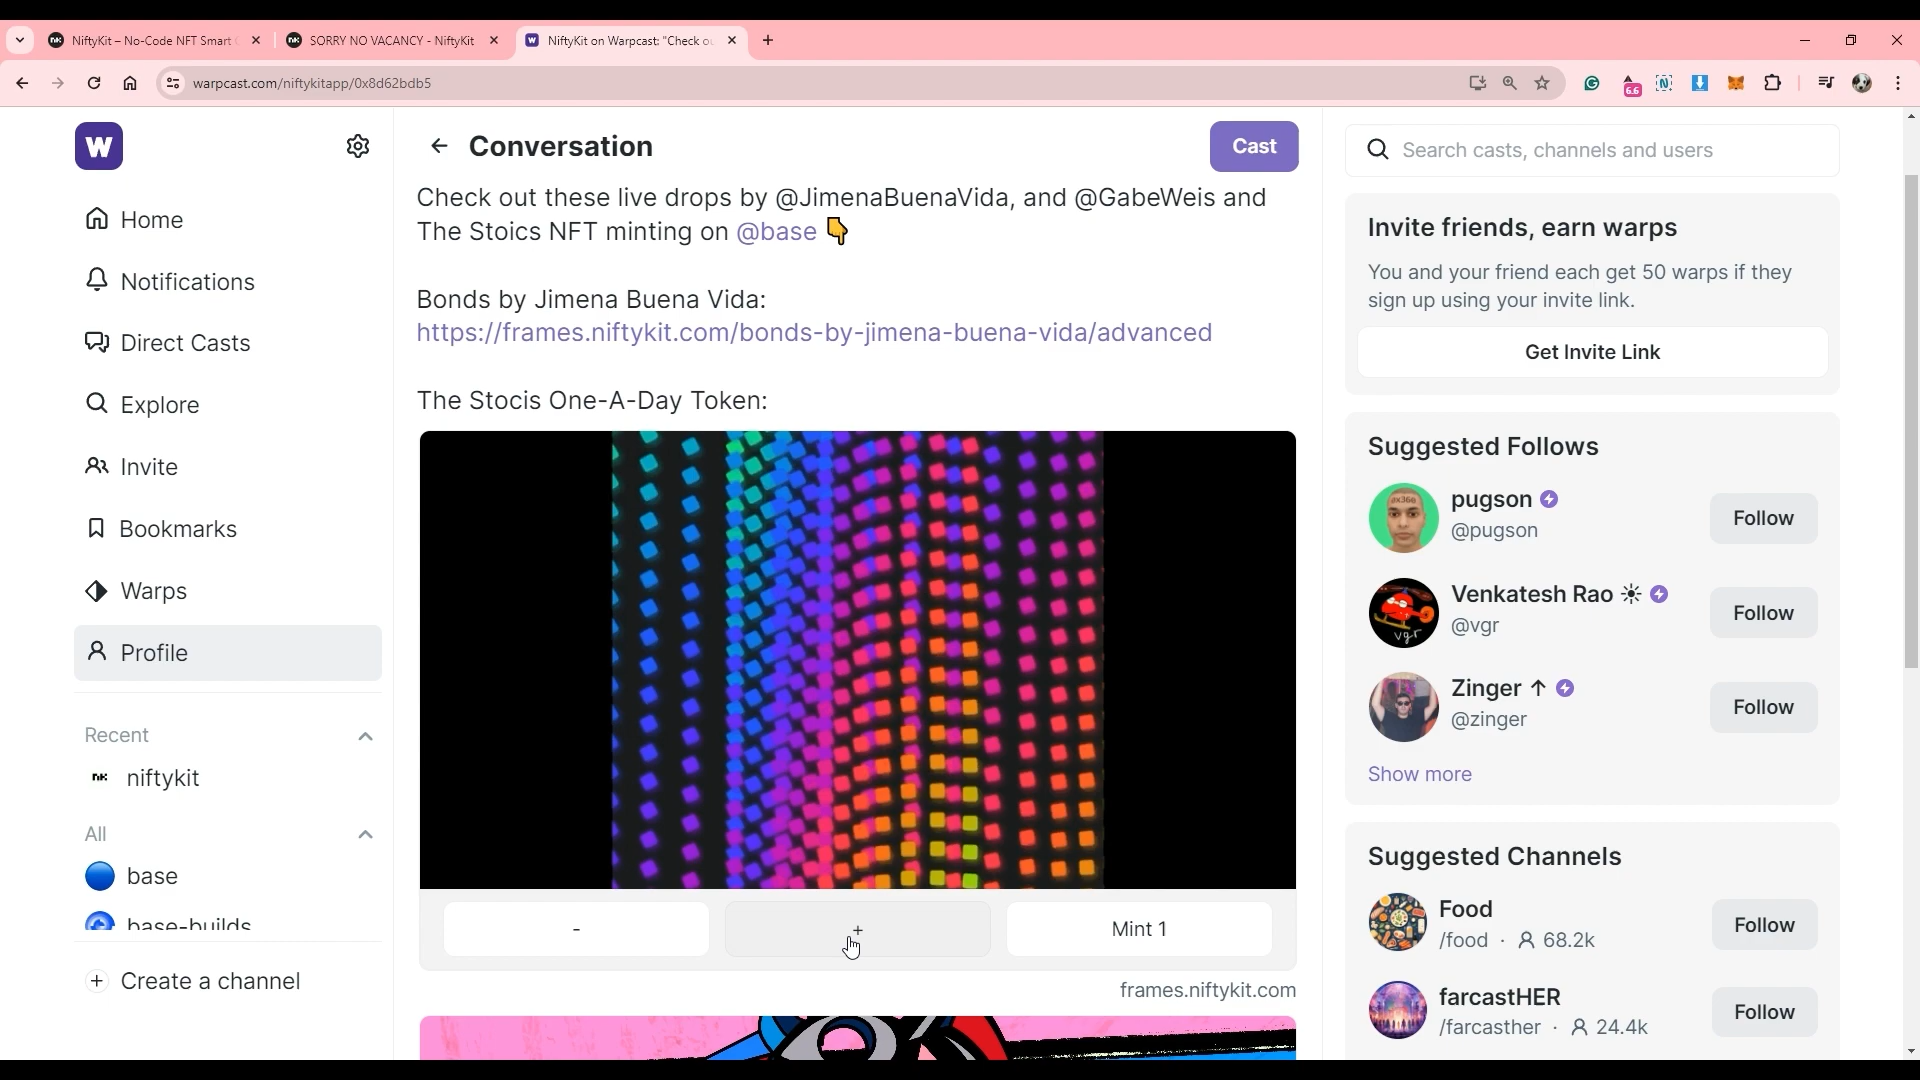 NiftyKit – No-Code NFT Smart
SORRY NO VACANCY - NiftyKit
NiftyKit on Warpcast: "Check ou
warpcast.com/niftykitapp/0x8d62bdb5
6.6
W
Home
Notifications
Direct Casts
Explore
Invite
Bookmarks
Warps
Profile
Recent
niftykit
All
base
base-builds
+ Create a channel
Conversation
Cast
Check out these live drops by @JimenaBuenaVida, and @GabeWeis and
The Stoics NFT minting on @base 👇
Bonds by Jimena Buena Vida:
https://frames.niftykit.com/bonds-by-jimena-buena-vida/advanced
The Stocis One-A-Day Token:
-
+
Mint 1
frames.niftykit.com
Search casts, channels and users
Invite friends, earn warps
You and your friend each get 50 warps if they
sign up using your invite link.
Get Invite Link
Suggested Follows
pugson
@pugson
Follow
Venkatesh Rao ☀
@vgr
Follow
vgr
Zinger ↑
@zinger
Follow
Show more
Suggested Channels
Food
/food · 68.2k
Follow
farcastHER
/farcasther · 24.4k
Follow